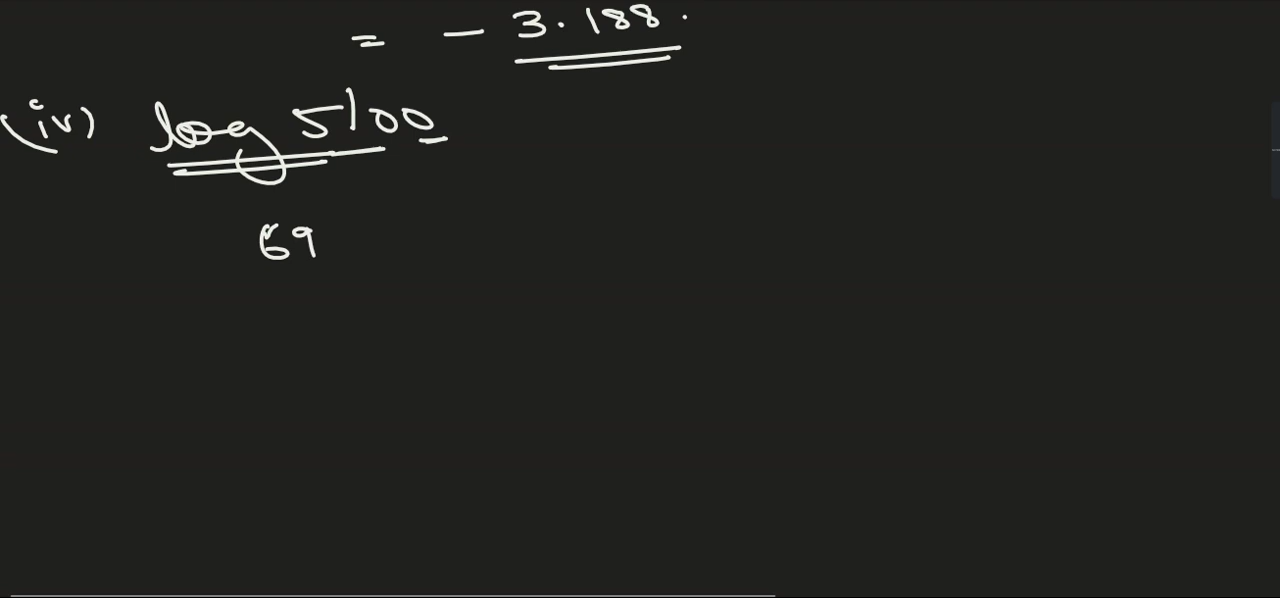 = - 3.188.
(iv) log 5100
69